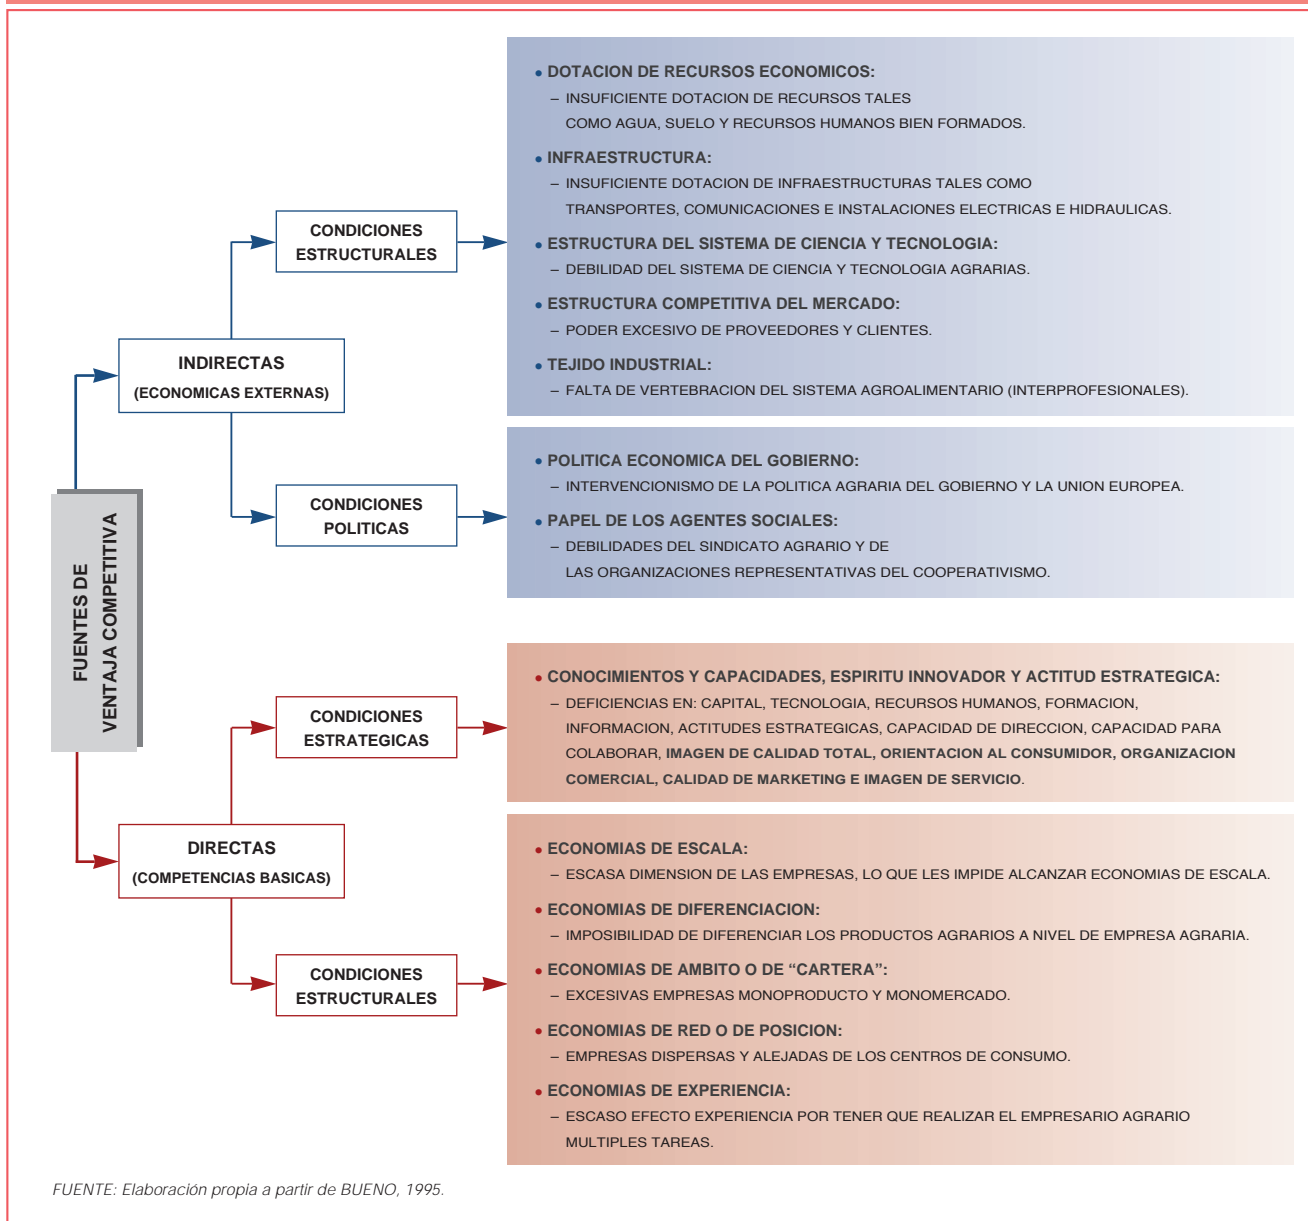 FUENTES DE
VENTAJA COMPETITIVA
INDIRECTAS
(ECONOMICAS EXTERNAS)
CONDICIONES
ESTRUCTURALES
• DOTACION DE RECURSOS ECONOMICOS:
– INSUFICIENTE DOTACION DE RECURSOS TALES
COMO AGUA, SUELO Y RECURSOS HUMANOS BIEN FORMADOS.
• INFRAESTRUCTURA:
– INSUFICIENTE DOTACION DE INFRAESTRUCTURAS TALES COMO
TRANSPORTES, COMUNICACIONES E INSTALACIONES ELECTRICAS E HIDRAULICAS.
• ESTRUCTURA DEL SISTEMA DE CIENCIA Y TECNOLOGIA:
– DEBILIDAD DEL SISTEMA DE CIENCIA Y TECNOLOGIA AGRARIAS.
• ESTRUCTURA COMPETITIVA DEL MERCADO:
– PODER EXCESIVO DE PROVEEDORES Y CLIENTES.
• TEJIDO INDUSTRIAL:
– FALTA DE VERTEBRACION DEL SISTEMA AGROALIMENTARIO (INTERPROFESIONALES).
CONDICIONES
POLITICAS
• POLITICA ECONOMICA DEL GOBIERNO:
– INTERVENCIONISMO DE LA POLITICA AGRARIA DEL GOBIERNO Y LA UNION EUROPEA.
• PAPEL DE LOS AGENTES SOCIALES:
– DEBILIDADES DEL SINDICATO AGRARIO Y DE
LAS ORGANIZACIONES REPRESENTATIVAS DEL COOPERATIVISMO.
DIRECTAS
(COMPETENCIAS BASICAS)
CONDICIONES
ESTRATEGICAS
• CONOCIMIENTOS Y CAPACIDADES, ESPIRITU INNOVADOR Y ACTITUD ESTRATEGICA:
– DEFICIENCIAS EN: CAPITAL, TECNOLOGIA, RECURSOS HUMANOS, FORMACION,
INFORMACION, ACTITUDES ESTRATEGICAS, CAPACIDAD DE DIRECCION, CAPACIDAD PARA
COLABORAR, IMAGEN DE CALIDAD TOTAL, ORIENTACION AL CONSUMIDOR, ORGANIZACION
COMERCIAL, CALIDAD DE MARKETING E IMAGEN DE SERVICIO.
CONDICIONES
ESTRUCTURALES
• ECONOMIAS DE ESCALA:
– ESCASA DIMENSION DE LAS EMPRESAS, LO QUE LES IMPIDE ALCANZAR ECONOMIAS DE ESCALA.
• ECONOMIAS DE DIFERENCIACION:
– IMPOSIBILIDAD DE DIFERENCIAR LOS PRODUCTOS AGRARIOS A NIVEL DE EMPRESA AGRARIA.
• ECONOMIAS DE AMBITO O DE “CARTERA”:
– EXCESIVAS EMPRESAS MONOPRODUCTO Y MONOMERCADO.
• ECONOMIAS DE RED O DE POSICION:
– EMPRESAS DISPERSAS Y ALEJADAS DE LOS CENTROS DE CONSUMO.
• ECONOMIAS DE EXPERIENCIA:
– ESCASO EFECTO EXPERIENCIA POR TENER QUE REALIZAR EL EMPRESARIO AGRARIO
MULTIPLES TAREAS.
FUENTE: Elaboración propia a partir de BUENO, 1995.